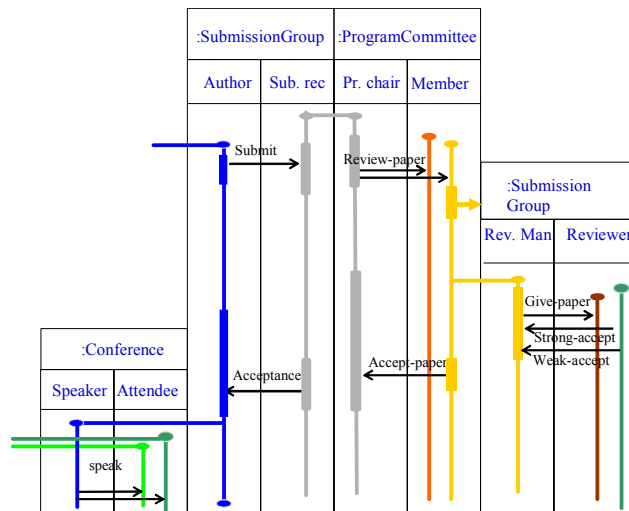 :SubmissionGroup :ProgramCommittee
Author Sub. rec Pr. chair Member
Submit
Review-paper
:Submission
Group
Rev. Man Reviewer
Give-paper
Strong-accept
Weak-accept
:Conference
Accept-paper
Acceptance
Speaker Attendee
speak